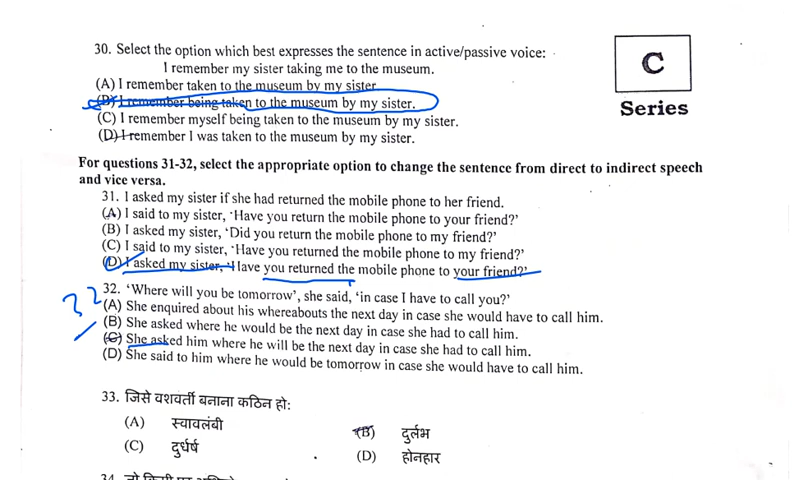 30. Select the option which best expresses the sentence in active/passive voice:
I remember my sister taking me to the museum.
(A) I remember taken to the museum by my sister.
(B) I remember being taken to the museum by my sister.
(C) I remember myself being taken to the museum by my sister.
(D) I remember I was taken to the museum by my sister.
C
Series
For questions 31-32, select the appropriate option to change the sentence from direct to indirect speech
and vice versa.
31. I asked my sister if she had returned the mobile phone to her friend.
(A) I said to my sister, 'Have you return the mobile phone to your friend?'
(B) I asked my sister, 'Did you return the mobile phone to my friend?'
(C) I said to my sister, 'Have you returned the mobile phone to my friend?'
(D) I asked my sister, 'Have you returned the mobile phone to your friend?'
32
32. 'Where will you be tomorrow', she said, 'in case I have to call you?'
(A) She enquired about his whereabouts the next day in case she would have to call him.
(B) She asked where he would be the next day in case she had to call him.
(C) She asked him where he will be the next day in case she had to call him.
(D) She said to him where he would be tomorrow in case she would have to call him.
33. जिसे वशवर्ती बनाना कठिन हो:
(A) स्वावलंबी
(B) दुर्लभ
(C) दुर्धर्ष
(D) होनहार